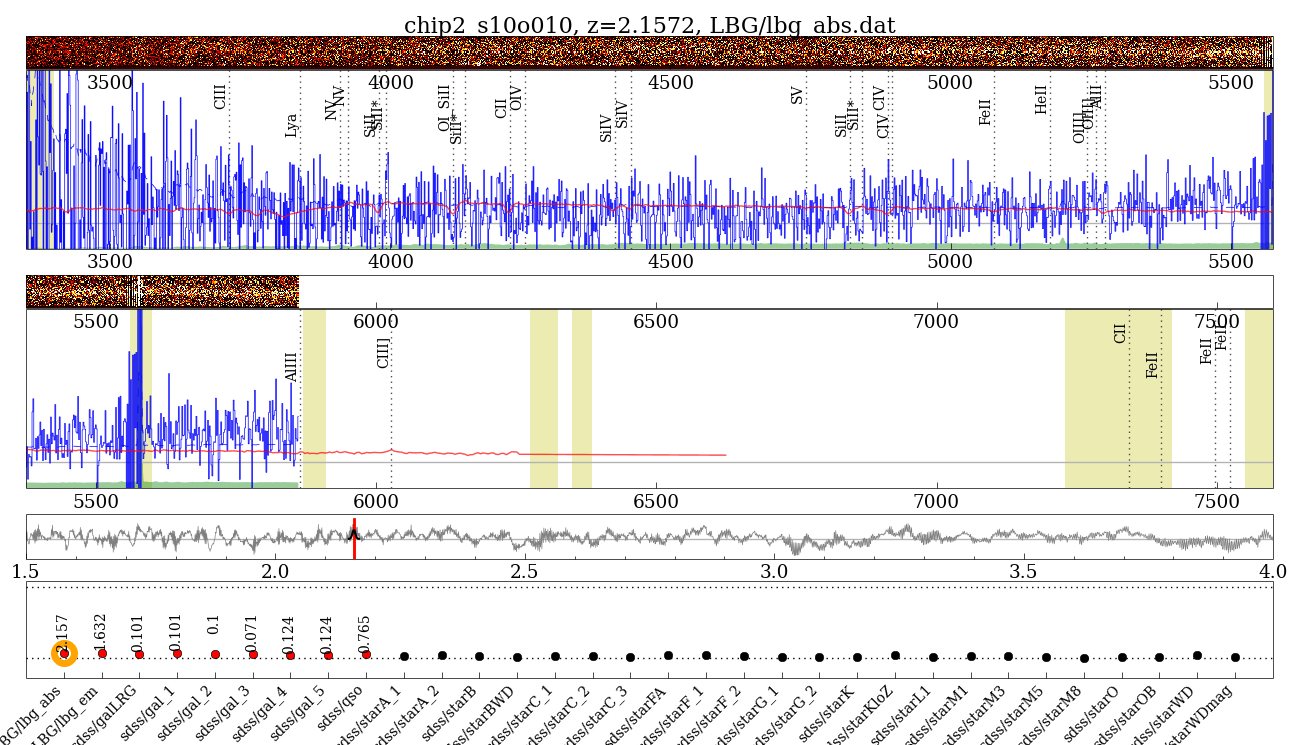 chip2_s10o010, z=2.1572, LBG/lbg_abs.dat
3500 4000 4500 5000 5500
CIII Lya NV NV SiII SiII* OI SiII SiII* CII OIV SiIV SiIV SV SiII SiII* CIV CIV FeII HeII OIII] OIII] AlII
3500 4000 4500 5000 5500
5500 6000 6500 7000 7500
AlIII CIII] CII FeII FeII FeII
5500 6000 6500 7000 7500
1.5 2.0 2.5 3.0 3.5 4.0
2.157 1.632 0.101 0.101 0.1 0.071 0.124 0.124 0.765
BG/lbg_abs LBG/lbg_em sdss/galLRG sdss/gal_1 sdss/gal_2 sdss/gal_3 sdss/gal_4 sdss/gal_5 sdss/qso sdss/starA_1 sdss/starA_2 sdss/starB sdss/starBWD sdss/starC_1 sdss/starC_2 sdss/starC_3 sdss/starFA sdss/starF_1 sdss/starF_2 sdss/starG_1 sdss/starG_2 sdss/starK sdss/starKloZ sdss/starL1 sdss/starM1 sdss/starM3 sdss/starM5 sdss/starM8 sdss/starO sdss/starOB sdss/starWD /starWDmag